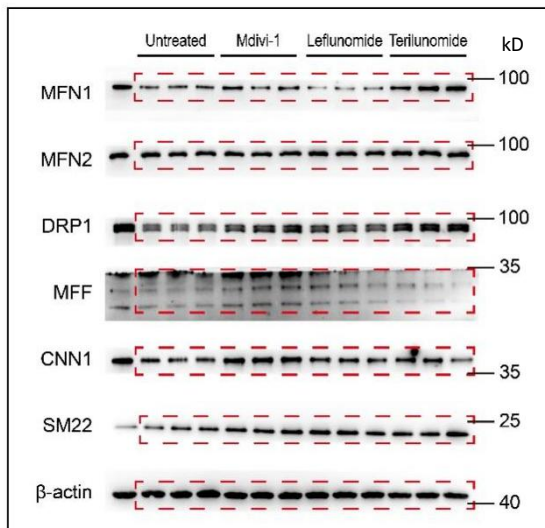 Untreated Mdivi-1 Leflunomide Terilunomide kD
MFN1 100
MFN2 100
DRP1 100
MFF 35
CNN1 35
SM22 25
β-actin 40